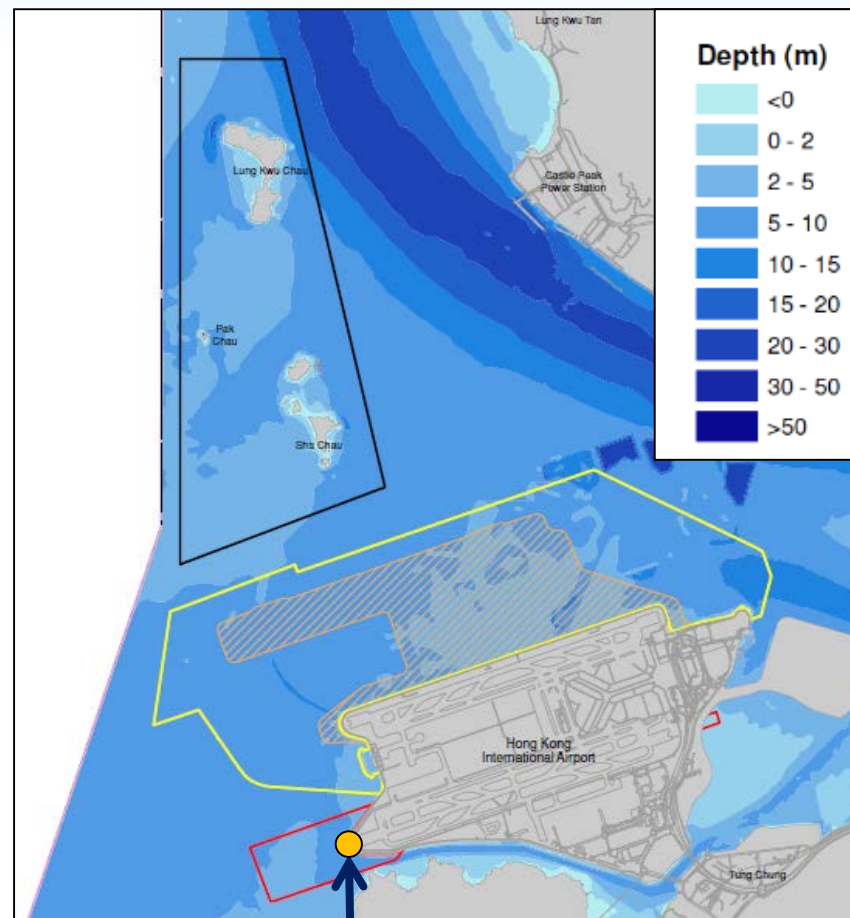 Lung Kwu Tan
Depth (m)
<0
0 - 2
2 - 5
5 - 10
10 - 15
15 - 20
20 - 30
30 - 50
>50
Lung Kwu Chau
Castle Peak
Power Station
Pak
Chau
Sha Chau
Hong Kong
International Airport
Tung Chung